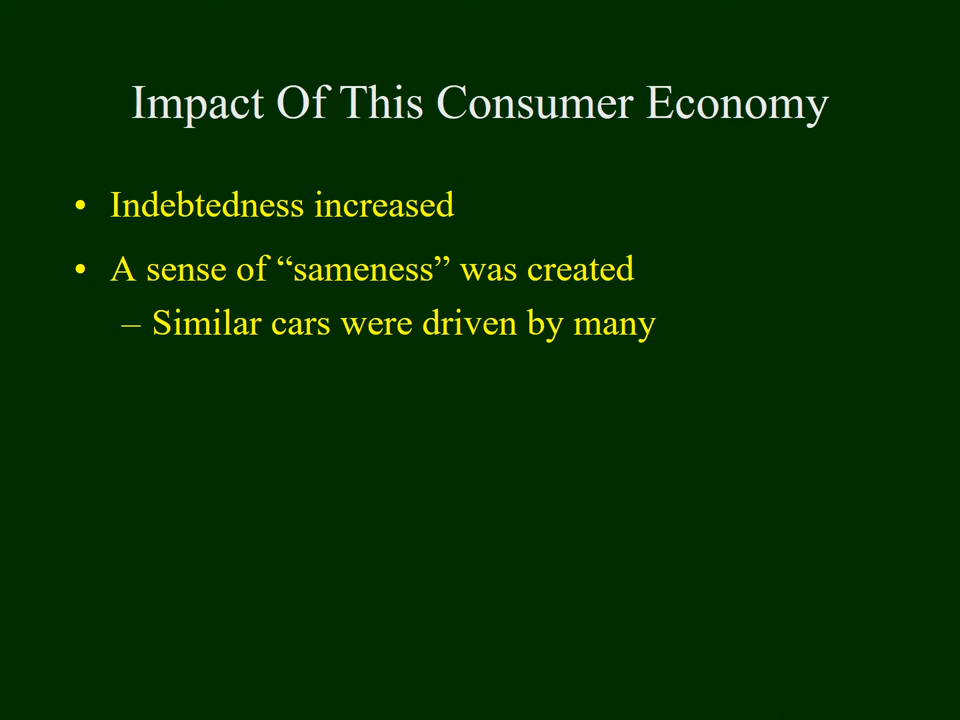 Impact Of This Consumer Economy
• Indebtedness increased
• A sense of “sameness” was created
– Similar cars were driven by many